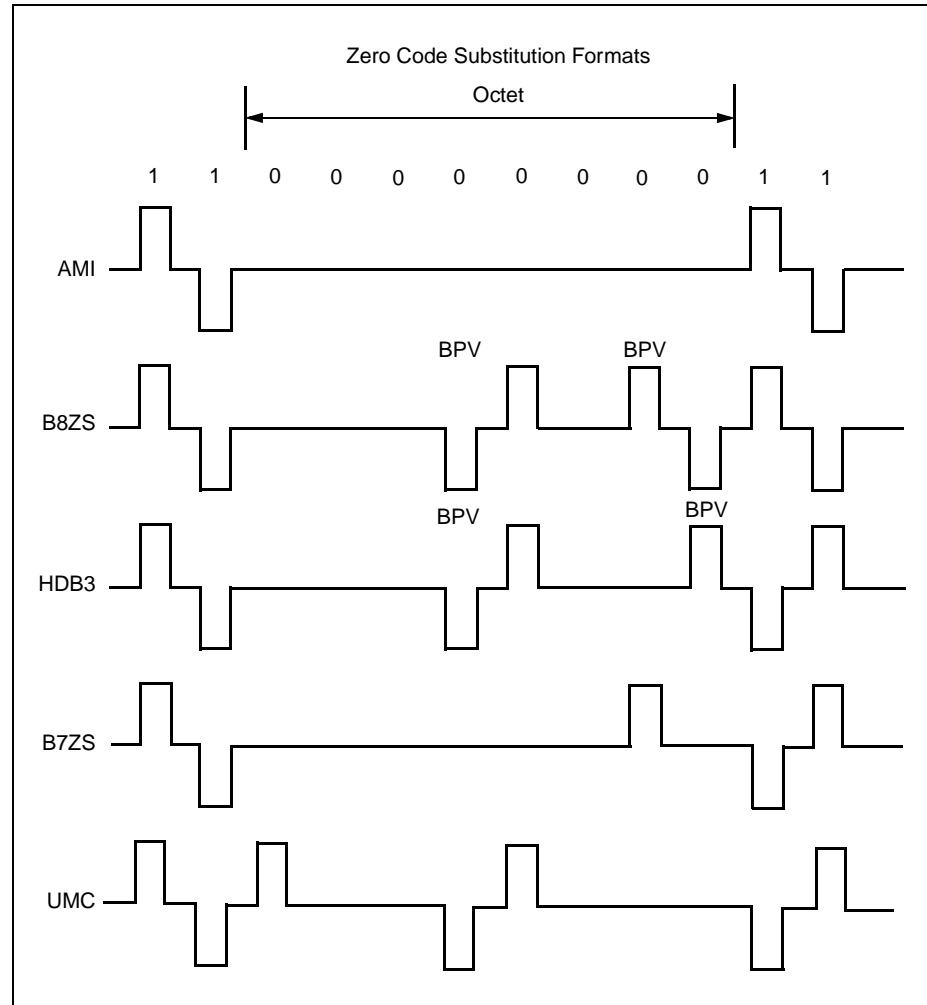 Zero Code Substitution Formats
Octet
1 1 0 0 0 0 0 0 0 0 1 1
AMI
BPV BPV
B8ZS
BPV BPV
HDB3
B7ZS
UMC